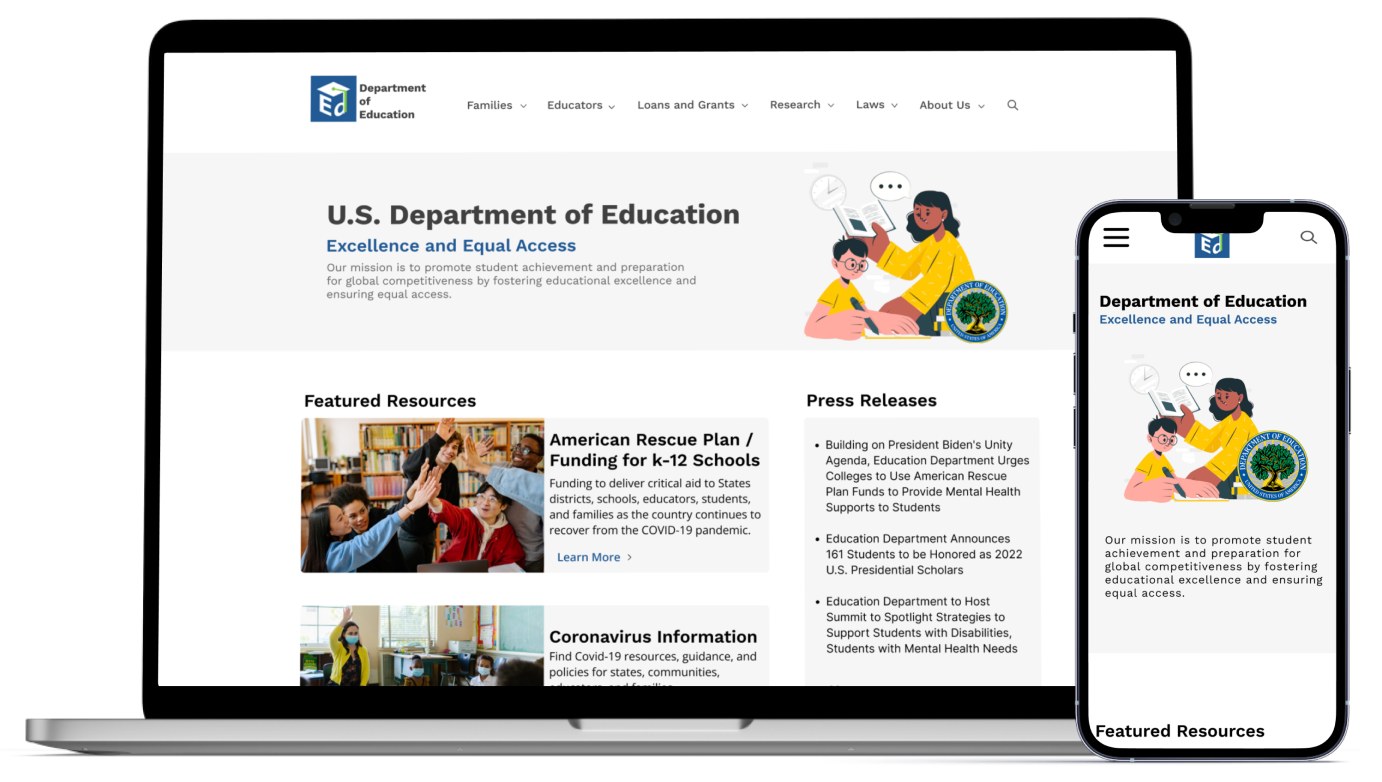 Ed
Department
of
Education
Families
Educators
Loans and Grants
Research
Laws
About Us
U.S. Department of Education
Excellence and Equal Access
Our mission is to promote student achievement and preparation
for global competitiveness by fostering educational excellence and
ensuring equal access.
DEPARTMENT OF EDUCATION
UNITED STATES OF AMERICA
Featured Resources
American Rescue Plan /
Funding for k-12 Schools
Funding to deliver critical aid to States
districts, schools, educators, students,
and families as the country continues to
recover from the COVID-19 pandemic.
Learn More
Coronavirus Information
Find Covid-19 resources, guidance, and
policies for states, communities,
Press Releases
• Building on President Biden's Unity
Agenda, Education Department Urges
Colleges to Use American Rescue
Plan Funds to Provide Mental Health
Supports to Students
• Education Department Announces
161 Students to be Honored as 2022
U.S. Presidential Scholars
• Education Department to Host
Summit to Spotlight Strategies to
Support Students with Disabilities,
Students with Mental Health Needs
Ed
Department of Education
Excellence and Equal Access
DEPARTMENT OF EDUCATION
UNITED STATES OF AMERICA
Our mission is to promote student
achievement and preparation for
global competitiveness by fostering
educational excellence and ensuring
equal access.
Featured Resources